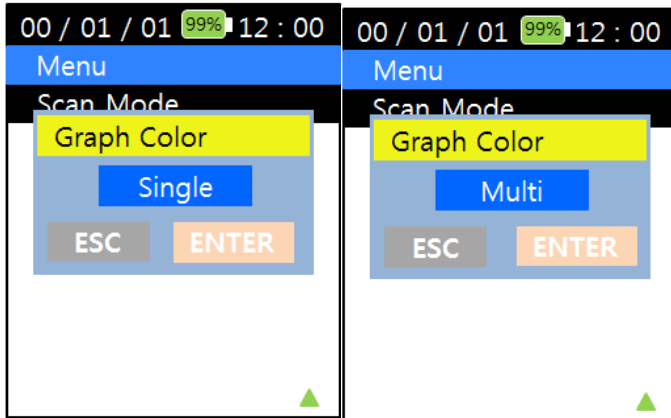 00 / 01 / 01 99% 12 : 00
Menu
Scan Mode
Graph Color
Single
ESC ENTER
00 / 01 / 01 99% 12 : 00
Menu
Scan Mode
Graph Color
Multi
ESC ENTER